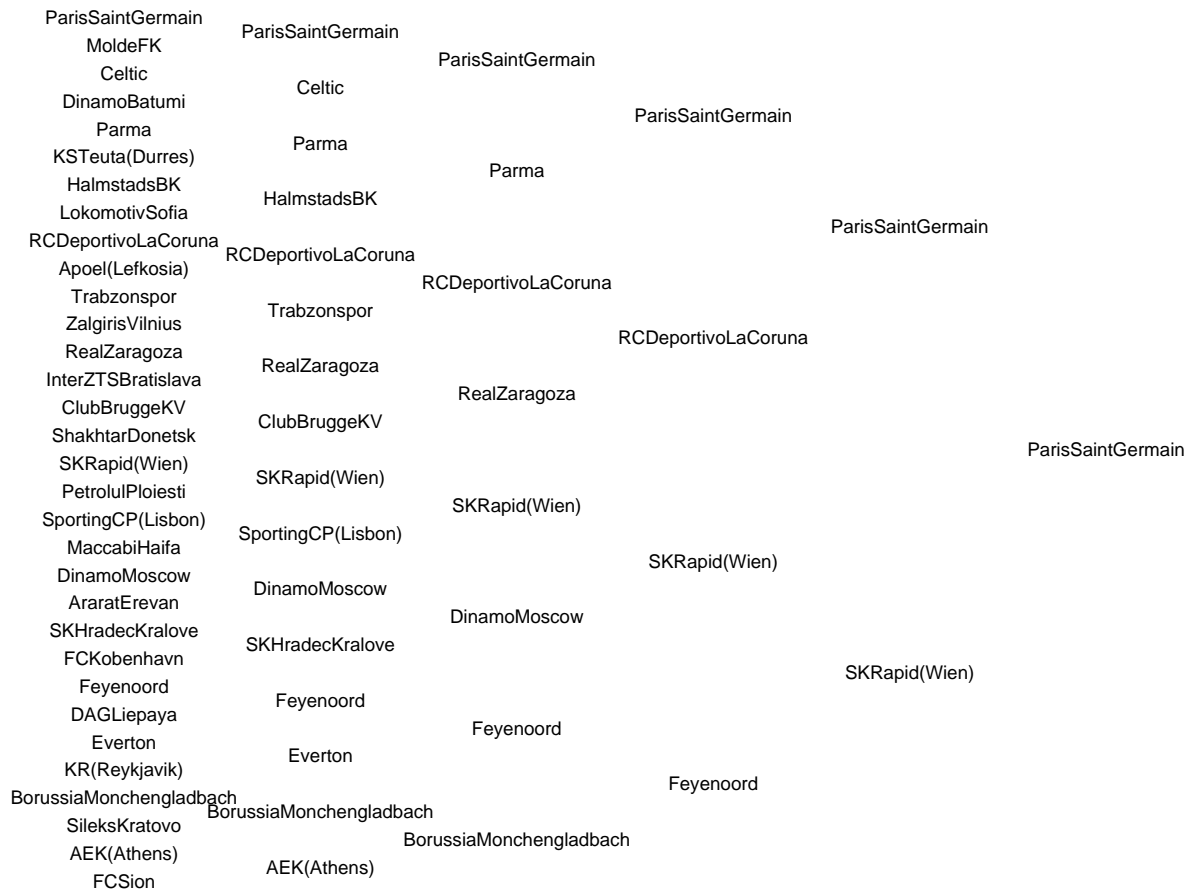 ParisSaintGermain
MoldeFK
Celtic
DinamoBatumi
Parma
KSTeuta(Durres)
HalmstadsBK
LokomotivSofia
RCDeportivoLaCoruna
Apoel(Lefkosia)
Trabzonspor
ZalgirisVilnius
RealZaragoza
InterZTSBratislava
ClubBruggeKV
ShakhtarDonetsk
SKRapid(Wien)
PetrolulPloiesti
SportingCP(Lisbon)
MaccabiHaifa
DinamoMoscow
AraratErevan
SKHradecKralove
FCKobenhavn
Feyenoord
DAGLiepaya
Everton
KR(Reykjavik)
BorussiaMonchengladbach
SileksKratovo
AEK(Athens)
FCSion
ParisSaintGermain
Celtic
Parma
HalmstadsBK
RCDeportivoLaCoruna
Trabzonspor
RealZaragoza
ClubBruggeKV
SKRapid(Wien)
SportingCP(Lisbon)
DinamoMoscow
SKHradecKralove
Feyenoord
Everton
BorussiaMonchengladbach
AEK(Athens)
ParisSaintGermain
Parma
RCDeportivoLaCoruna
RealZaragoza
SKRapid(Wien)
DinamoMoscow
Feyenoord
BorussiaMonchengladbach
ParisSaintGermain
RCDeportivoLaCoruna
SKRapid(Wien)
Feyenoord
ParisSaintGermain
SKRapid(Wien)
ParisSaintGermain